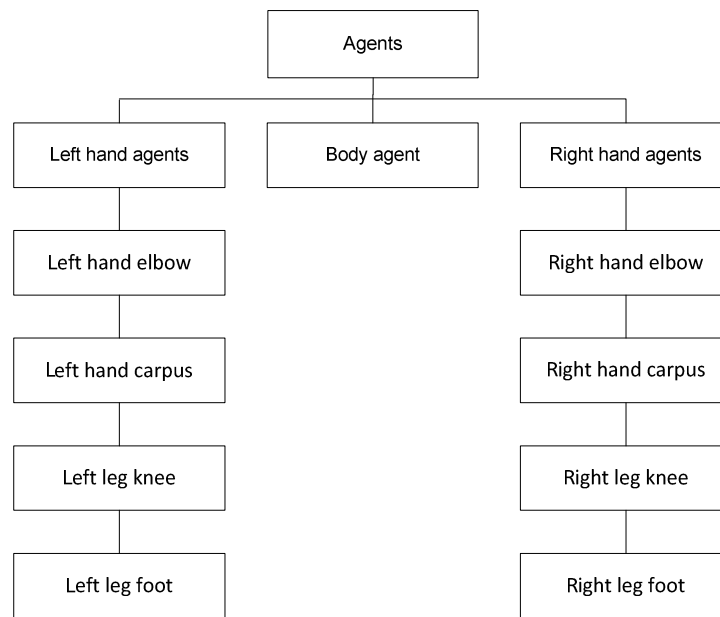 Agents
Left hand agents
Body agent
Right hand agents
Left hand elbow
Right hand elbow
Left hand carpus
Right hand carpus
Left leg knee
Right leg knee
Left leg foot
Right leg foot